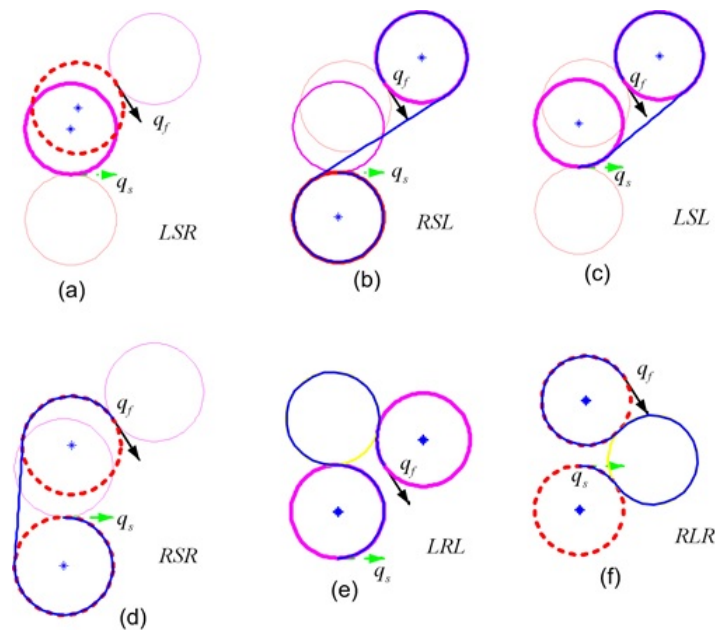 q_f
q_s
LSR
(a)
q_f
q_s
RSL
(b)
q_f
q_s
LSL
(c)
q_f
q_s
RSR
(d)
q_f
q_s
LRL
(e)
q_f
q_s
RLR
(f)